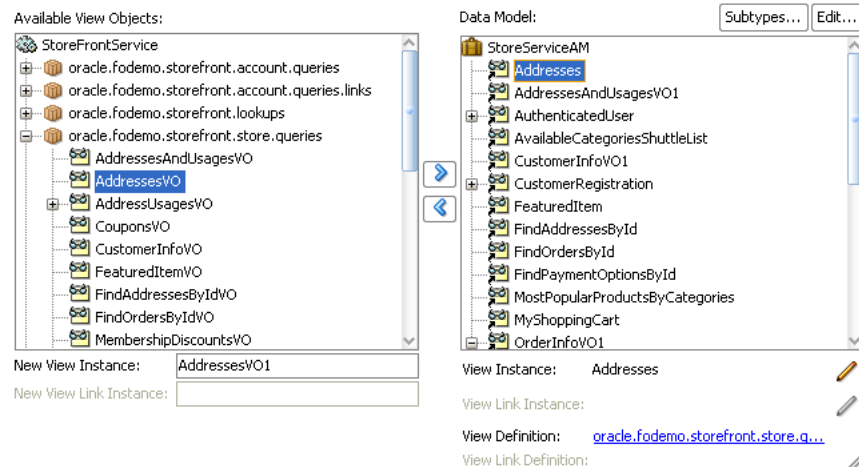 Available View Objects:
StoreFrontService
oracle.fodemo.storefront.account.queries
oracle.fodemo.storefront.account.queries.links
oracle.fodemo.storefront.lookups
oracle.fodemo.storefront.store.queries
AddressesAndUsagesVO
AddressesVO
AddressUsagesVO
CouponsVO
CustomerInfoVO
FeaturedItemVO
FindAddressesByIdVO
FindOrdersByIdVO
MembershipDiscountsVO
New View Instance: AddressesVO1
New View Link Instance:
Data Model: Subtypes... Edit...
StoreServiceAM
Addresses
AddressesAndUsagesVO1
AuthenticatedUser
AvailableCategoriesShuttleList
CustomerInfoVO1
CustomerRegistration
FeaturedItem
FindAddressesById
FindOrdersById
FindPaymentOptionsById
MostPopularProductsByCategories
MyShoppingCart
OrderInfoVO1
View Instance: Addresses
View Link Instance:
View Definition: oracle.fodemo.storefront.store.q...
View Link Definition: